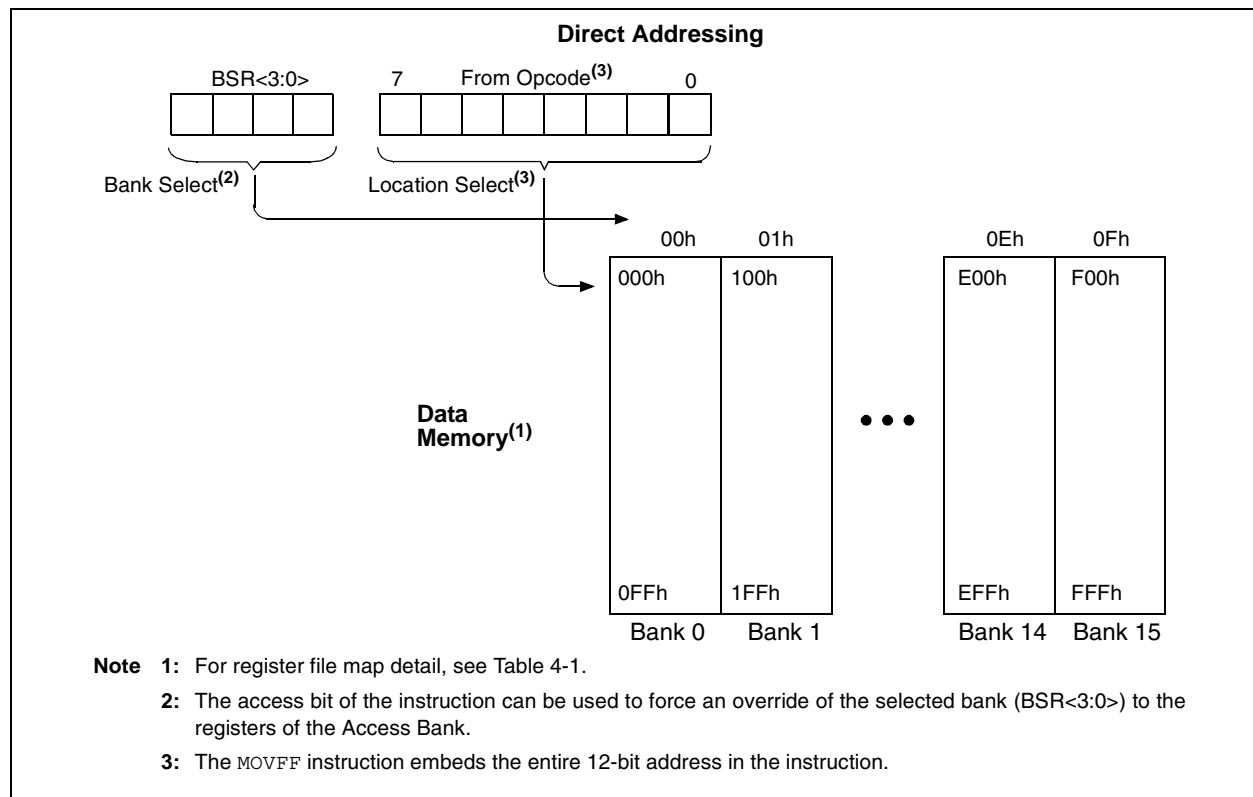 Direct Addressing
BSR<3:0>
7 From Opcode(3) 0
Bank Select(2)
Location Select(3)
00h 01h 0Eh 0Fh
000h 100h E00h F00h
Data
Memory(1)
0FFh 1FFh EFFh FFFh
Bank 0 Bank 1 Bank 14 Bank 15
Note 1: For register file map detail, see Table 4-1.
2: The access bit of the instruction can be used to force an override of the selected bank (BSR<3:0>) to the
registers of the Access Bank.
3: The MOVFF instruction embeds the entire 12-bit address in the instruction.